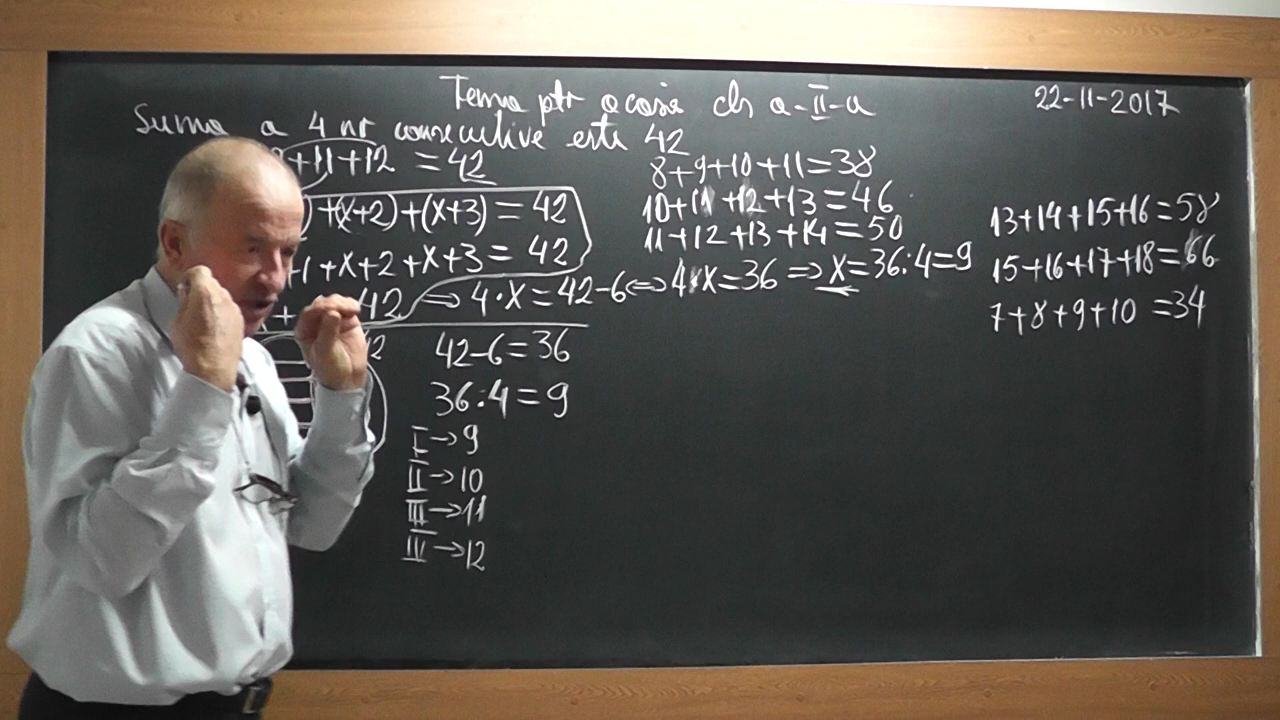 Tema ptr acasă cls a-II-a
22-11-2017
Suma a 4 nr consecutive este 42
+11+12 = 42
)+(x+2)+(x+3) = 42
+1+x+2+x+3 = 42
42 ⇒ 4·x=42-6 ⇔ 4·x=36 ⇒ x=36:4=9
42-6=36
36:4=9
I→9
II→10
III→11
IV→12
8+9+10+11=38
10+11+12+13=46
11+12+13+14=50
13+14+15+16=58
15+16+17+18=66
7+8+9+10 =34